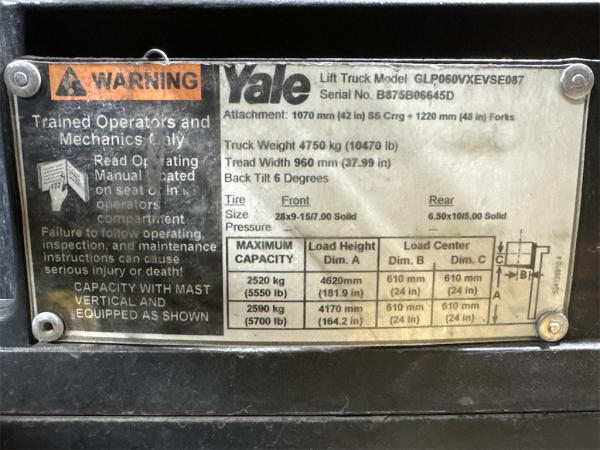 WARNING
Trained Operators and
Mechanics Only
Read Operating
Manual located
on seat or in
operators
compartment.
Failure to follow operating,
inspection, and maintenance
instructions can cause
serious injury or death!
CAPACITY WITH MAST
VERTICAL AND
EQUIPPED AS SHOWN
Yale
Lift Truck Model GLP060VXEVSE087
Serial No. B875B06645D
Attachment: 1070 mm (42 in) SS Crrg + 1220 mm (48 in) Forks
Truck Weight 4750 kg (10470 lb)
Tread Width 960 mm (37.99 in)
Back Tilt 6 Degrees
Tire Front Rear
Size 28x9-15/7.00 Solid 6.50x10/5.00 Solid
Pressure — —
MAXIMUM CAPACITY Load Height Dim. A Load Center Dim. B Dim. C
2520 kg (5550 lb) 4620mm (181.9 in) 610 mm (24 in) 610 mm (24 in)
2590 kg (5700 lb) 4170 mm (164.2 in) 610 mm (24 in) 610 mm (24 in)
C
B
A